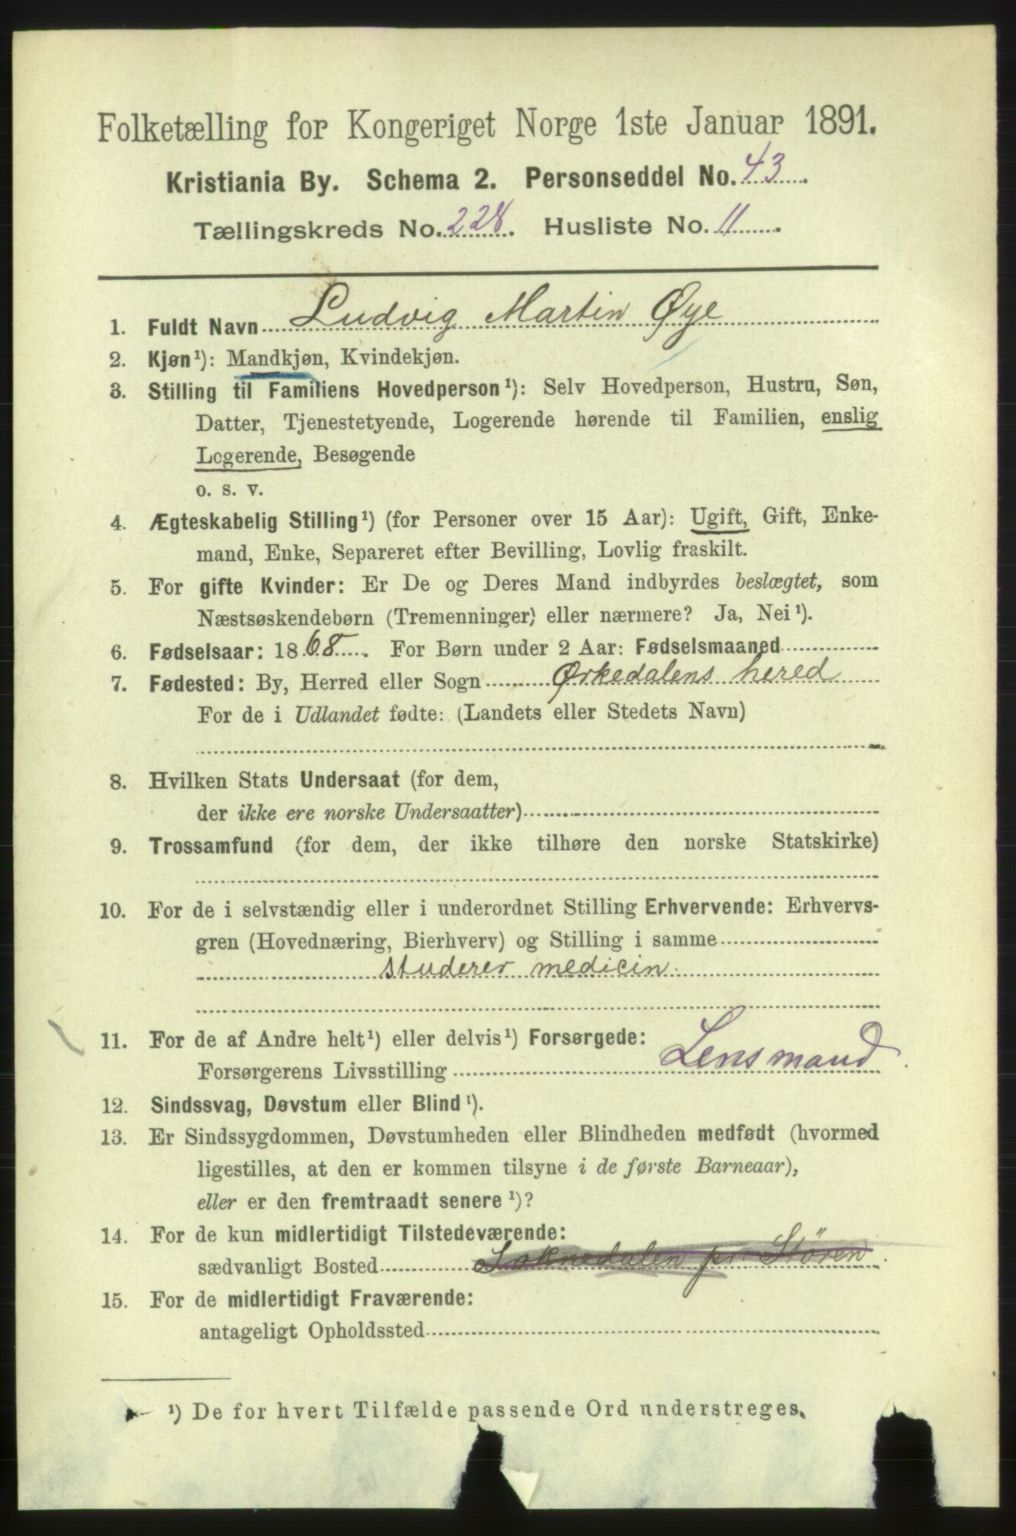 Folketælling for Kongeriget Norge 1ste Januar 1891.
Kristiania By. Schema 2. Personseddel No. 43.
Tællingskreds No. 228. Husliste No. 11.
1. Fuldt Navn Ludvig Martin Øye
2. Kjøn¹): Mandkjøn, Kvindekjøn.
3. Stilling til Familiens Hovedperson¹): Selv Hovedperson, Hustru, Søn,
Datter, Tjenestetyende, Logerende hørende til Familien, enslig
Logerende, Besøgende
o. s. v.
4. Ægteskabelig Stilling¹) (for Personer over 15 Aar): Ugift, Gift, Enke-
mand, Enke, Separeret efter Bevilling, Lovlig fraskilt.
5. For gifte Kvinder: Er De og Deres Mand indbyrdes beslægtet, som
Næstsøskendebørn (Tremenninger) eller nærmere? Ja, Nei¹).
6. Fødselsaar: 1868. For Børn under 2 Aar: Fødselsmaaned
7. Fødested: By, Herred eller Sogn Ørkedalens hered
For de i Udlandet fødte: (Landets eller Stedets Navn)
8. Hvilken Stats Undersaat (for dem,
der ikke ere norske Undersaatter)
9. Trossamfund (for dem, der ikke tilhøre den norske Statskirke)
10. For de i selvstændig eller i underordnet Stilling Erhvervende: Erhvervs-
gren (Hovednæring, Bierhverv) og Stilling i samme
studerer medicin.
11. For de af Andre helt¹) eller delvis¹) Forsørgede:
Forsørgerens Livsstilling Lensmand.
12. Sindssvag, Døvstum eller Blind¹).
13. Er Sindssygdommen, Døvstumheden eller Blindheden medfødt (hvormed
ligestilles, at den er kommen tilsyne i de første Barneaar),
eller er den fremtraadt senere¹)?
14. For de kun midlertidigt Tilstedeværende:
sædvanligt Bosted Soknedalen pr. Støren.
15. For de midlertidigt Fraværende:
antageligt Opholdssted
¹) De for hvert Tilfælde passende Ord understreges.